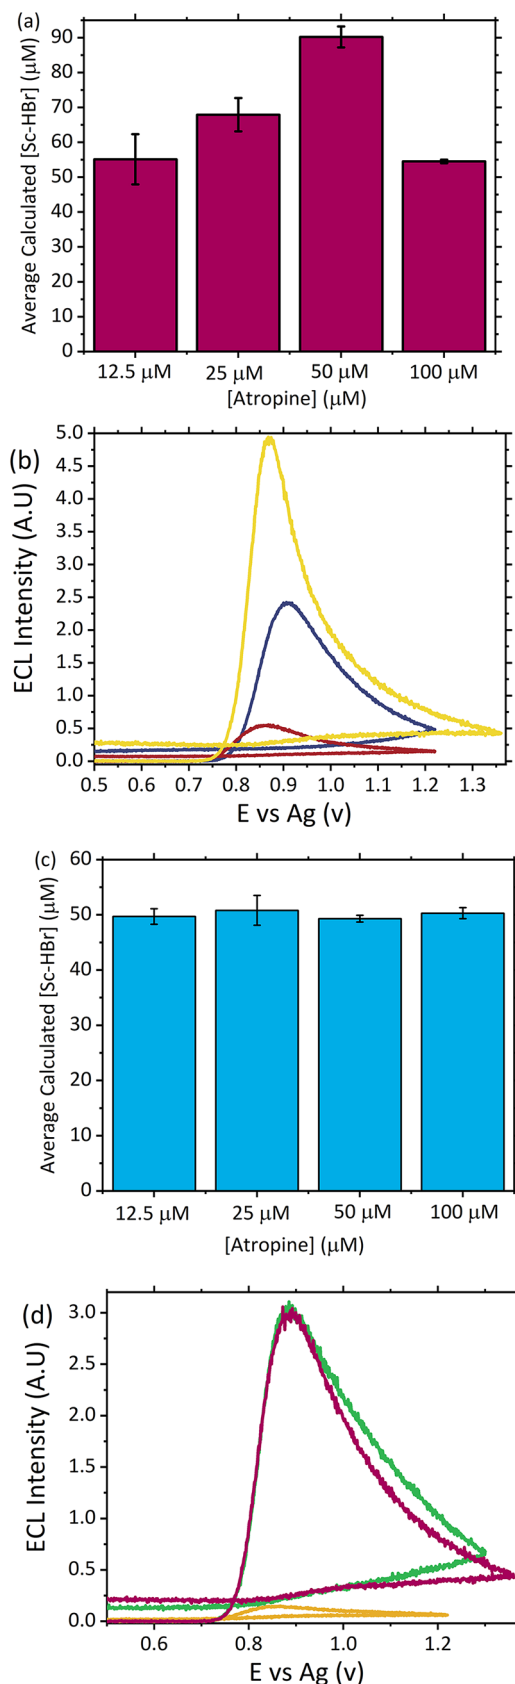 (a)
Average Calculated [Sc-HBr] (μM)
90
80
70
60
50
40
30
20
10
0
12.5 μM 25 μM 50 μM 100 μM
[Atropine] (μM)
(b)
ECL Intensity (A.U)
5.0
4.5
4.0
3.5
3.0
2.5
2.0
1.5
1.0
0.5
0.0
0.5 0.6 0.7 0.8 0.9 1.0 1.1 1.2 1.3
E vs Ag (v)
(c)
Average Calculated [Sc-HBr] (μM)
60
50
40
30
20
10
0
12.5 μM 25 μM 50 μM 100 μM
[Atropine] (μM)
(d)
ECL Intensity (A.U)
3.0
2.5
2.0
1.5
1.0
0.5
0.0
0.6 0.8 1.0 1.2
E vs Ag (v)